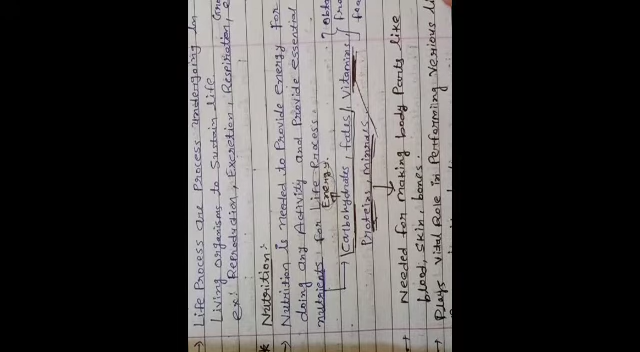 → Life Process are Process undergoing In
Living organisms to Sustain life
ex: Reproduction, Excretion, Respiration,
* Nutrition:-
→ Nutrition is needed to Provide energy for
doing any Activity and Provide essential
nutrients for Life Process.
Energy.
→ Carbohydrates, fates, Vitamins
Proteins, minerals
→ Needed for making body Parts like
blood, skin, bones.
→ Plays vital Role in Performing verious